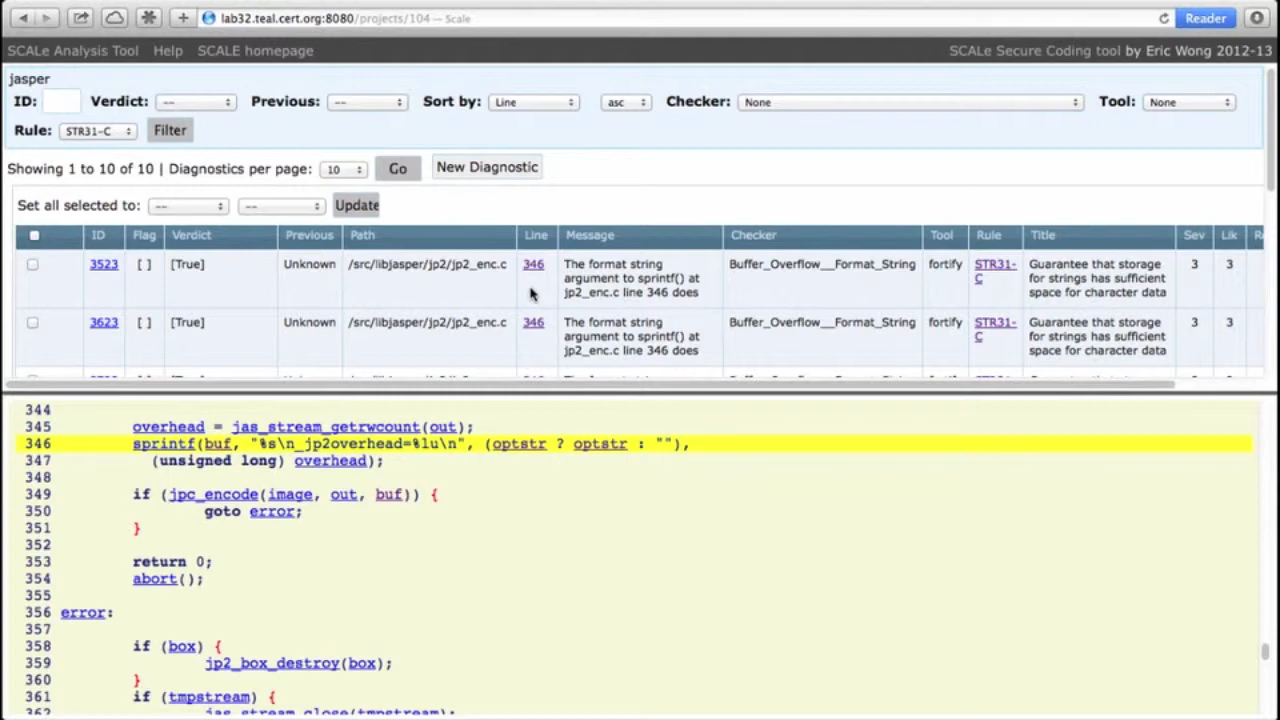 lab32.teal.cert.org:8080/projects/104 — Scale Reader
SCALe Analysis Tool Help SCALE homepage SCALe Secure Coding tool by Eric Wong 2012-13
jasper
ID: Verdict: -- Previous: -- Sort by: Line asc Checker: None Tool: None
Rule: STR31-C Filter
Showing 1 to 10 of 10 | Diagnostics per page: 10 Go New Diagnostic
Set all selected to: -- -- Update
ID Flag Verdict Previous Path Line Message Checker Tool Rule Title Sev Lik
3523 [ ] [True] Unknown /src/libjasper/jp2/jp2_enc.c 346 The format string Buffer_Overflow__Format_String fortify STR31- Guarantee that storage 3 3
argument to sprintf() at C for strings has sufficient
jp2_enc.c line 346 does space for character data
3623 [ ] [True] Unknown /src/libjasper/jp2/jp2_enc.c 346 The format string Buffer_Overflow__Format_String fortify STR31- Guarantee that storage 3 3
argument to sprintf() at C for strings has sufficient
jp2_enc.c line 346 does space for character data
344
345 overhead = jas_stream_getrwcount(out);
346 sprintf(buf, "%s\n_jp2overhead=%lu\n", (optstr ? optstr : ""),
347 (unsigned long) overhead);
348
349 if (jpc_encode(image, out, buf)) {
350 goto error;
351 }
352
353 return 0;
354 abort();
355
356 error:
357
358 if (box) {
359 jp2_box_destroy(box);
360 }
361 if (tmpstream) {
362 jas_stream_close(tmpstream);